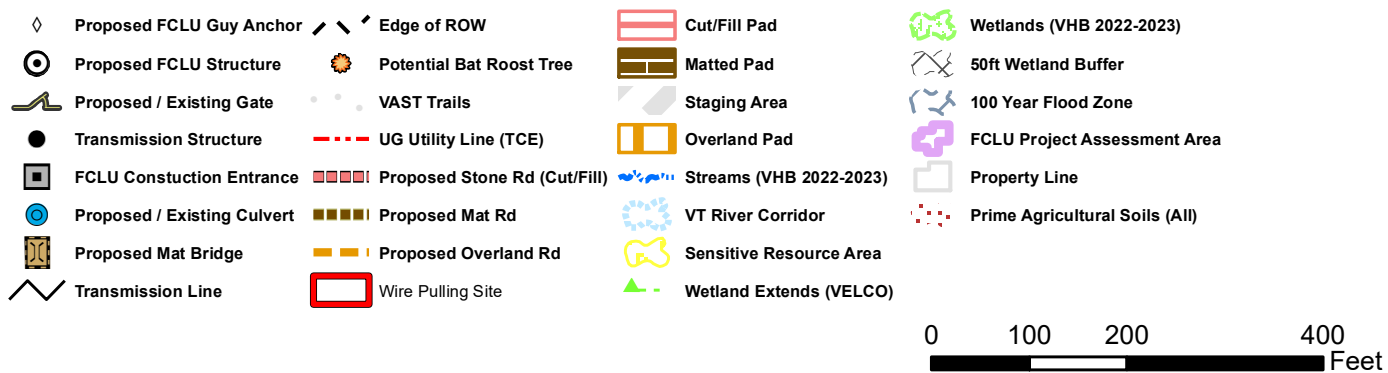 Proposed FCLU Guy Anchor
Proposed FCLU Structure
Proposed / Existing Gate
Transmission Structure
FCLU Constuction Entrance
Proposed / Existing Culvert
Proposed Mat Bridge
Transmission Line
Edge of ROW
Potential Bat Roost Tree
VAST Trails
UG Utility Line (TCE)
Proposed Stone Rd (Cut/Fill)
Proposed Mat Rd
Proposed Overland Rd
Wire Pulling Site
Cut/Fill Pad
Matted Pad
Staging Area
Overland Pad
Streams (VHB 2022-2023)
VT River Corridor
Sensitive Resource Area
Wetland Extends (VELCO)
Wetlands (VHB 2022-2023)
50ft Wetland Buffer
100 Year Flood Zone
FCLU Project Assessment Area
Property Line
Prime Agricultural Soils (All)
0 100 200 400
Feet